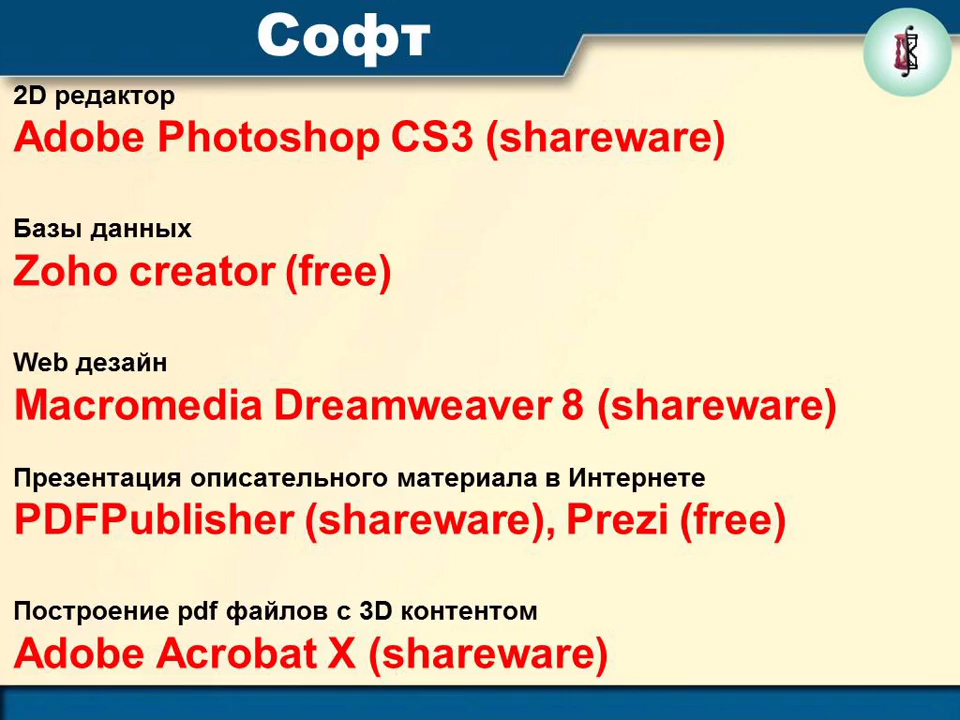 Софт
2D редактор
Adobe Photoshop CS3 (shareware)
Базы данных
Zoho creator (free)
Web дезайн
Macromedia Dreamweaver 8 (shareware)
Презентация описательного материала в Интернете
PDFPublisher (shareware), Prezi (free)
Построение pdf файлов с 3D контентом
Adobe Acrobat X (shareware)